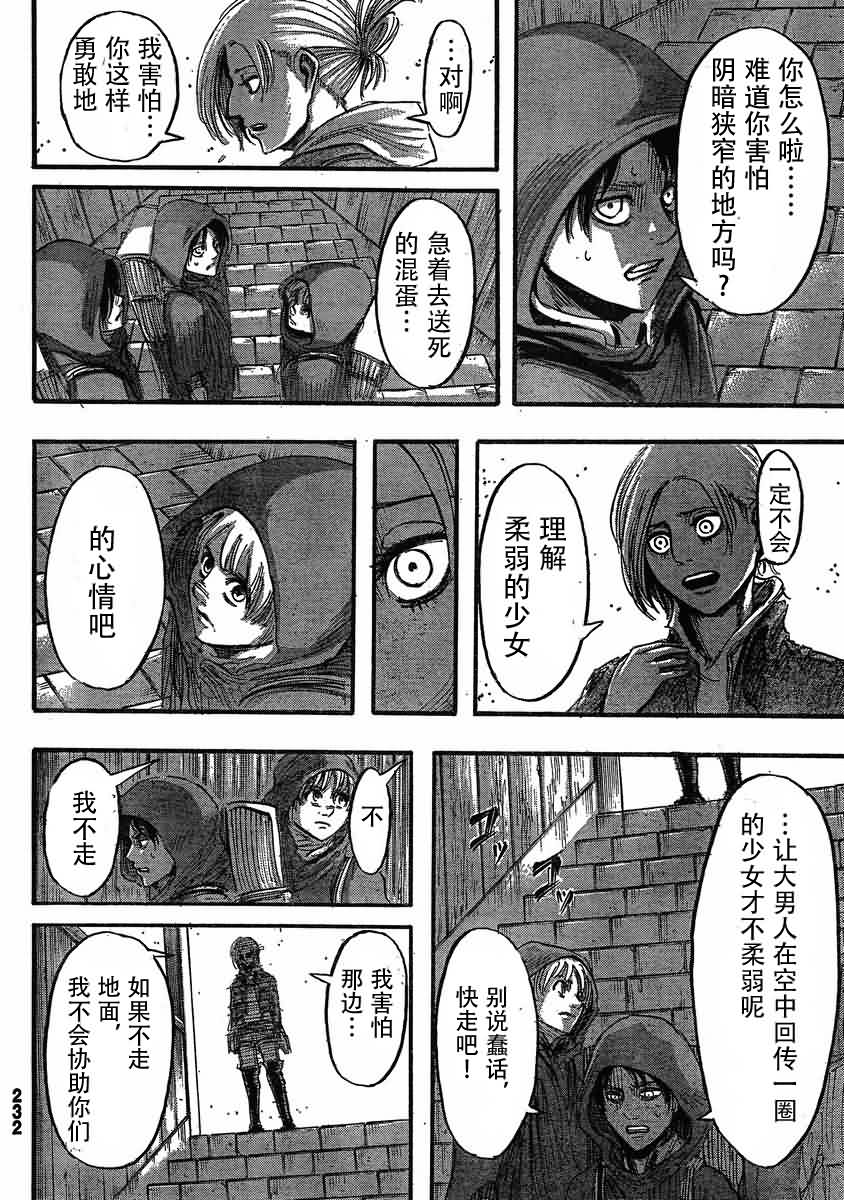 你怎么啦……
难道你害怕
阴暗狭窄的地方吗？
…对啊
我害怕…
你这样
勇敢地
急着去送死
的混蛋…
一定不会
理解
柔弱的少女
的心情吧
…让大男人在空中回传一圈
的少女才不柔弱呢
别说蠢话，
快走吧！
不
我不走
我害怕
那边…
如果不走
地面，
我不会协助你们
232